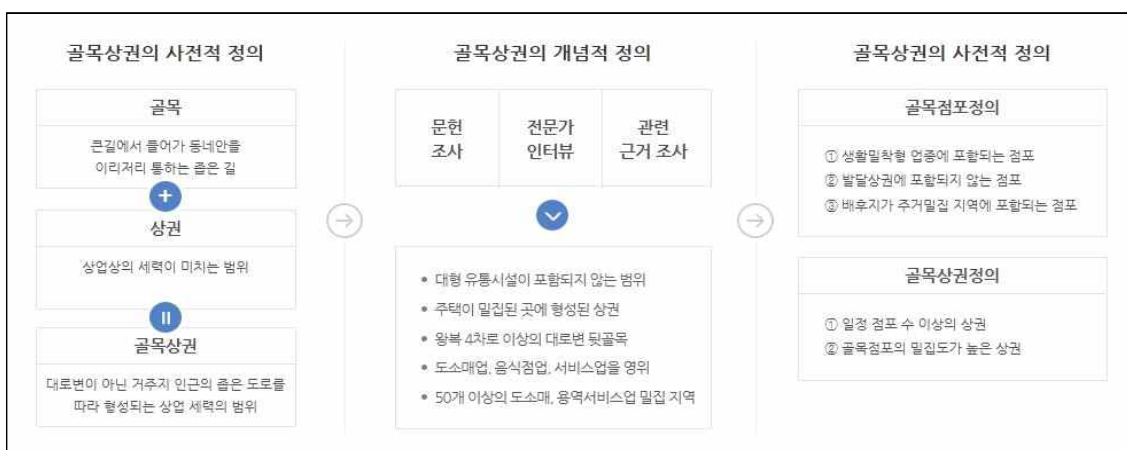 골목상권의 사전적 정의
골목
큰길에서 들어가 동네안을
이리저리 통하는 좁은 길
+
상권
상업상의 세력이 미치는 범위
골목상권
대로변이 아닌 거주지 인근의 좁은 도로를
따라 형성되는 상업 세력의 범위
골목상권의 개념적 정의
문헌
조사
전문가
인터뷰
관련
근거 조사
• 대형 유통시설이 포함되지 않는 범위
• 주택이 밀집된 곳에 형성된 상권
• 왕복 4차로 이상의 대로변 뒷골목
• 도소매업, 음식점업, 서비스업을 영위
• 50개 이상의 도소매, 용역서비스업 밀집 지역
골목상권의 사전적 정의
골목점포정의
① 생활밀착형 업종에 포함되는 점포
② 발달상권에 포함되지 않는 점포
③ 배후지가 주거밀집 지역에 포함되는 점포
골목상권정의
① 일정 점포 수 이상의 상권
② 골목점포의 밀집도가 높은 상권